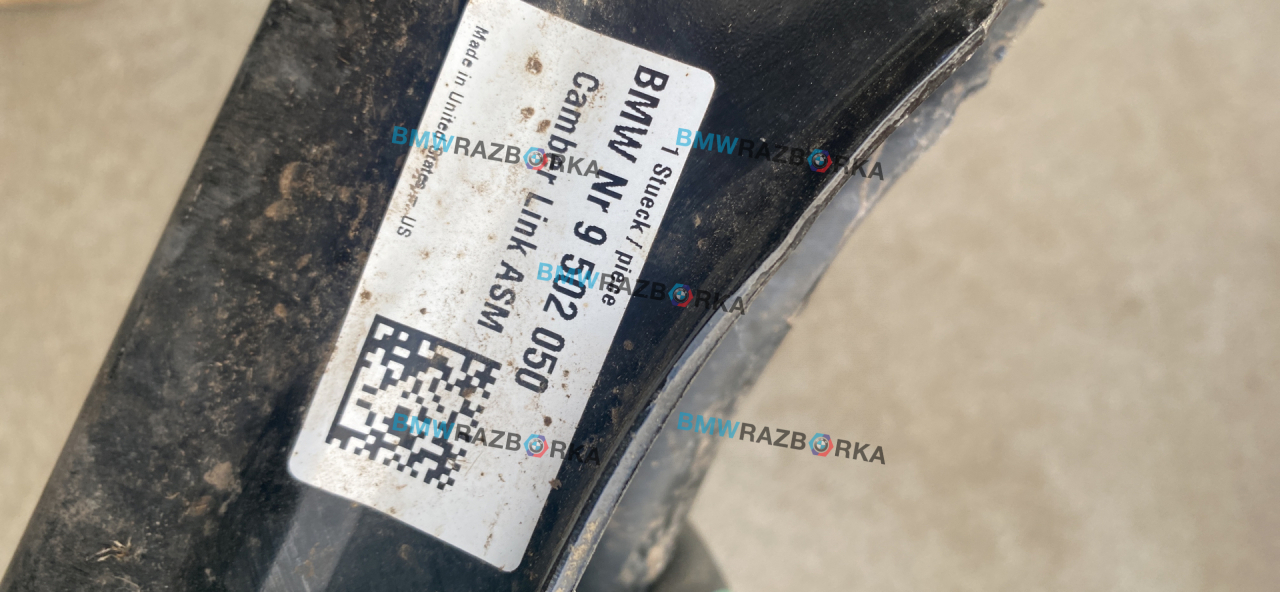 1 Stueck / piece
BMW Nr 9 502 050
Camber Link ASM
Made in United States, US
BMWRAZBORKA
BMWRAZBORKA
BMWRAZBORKA
BMWRAZBORKA
BMWRAZBORKA